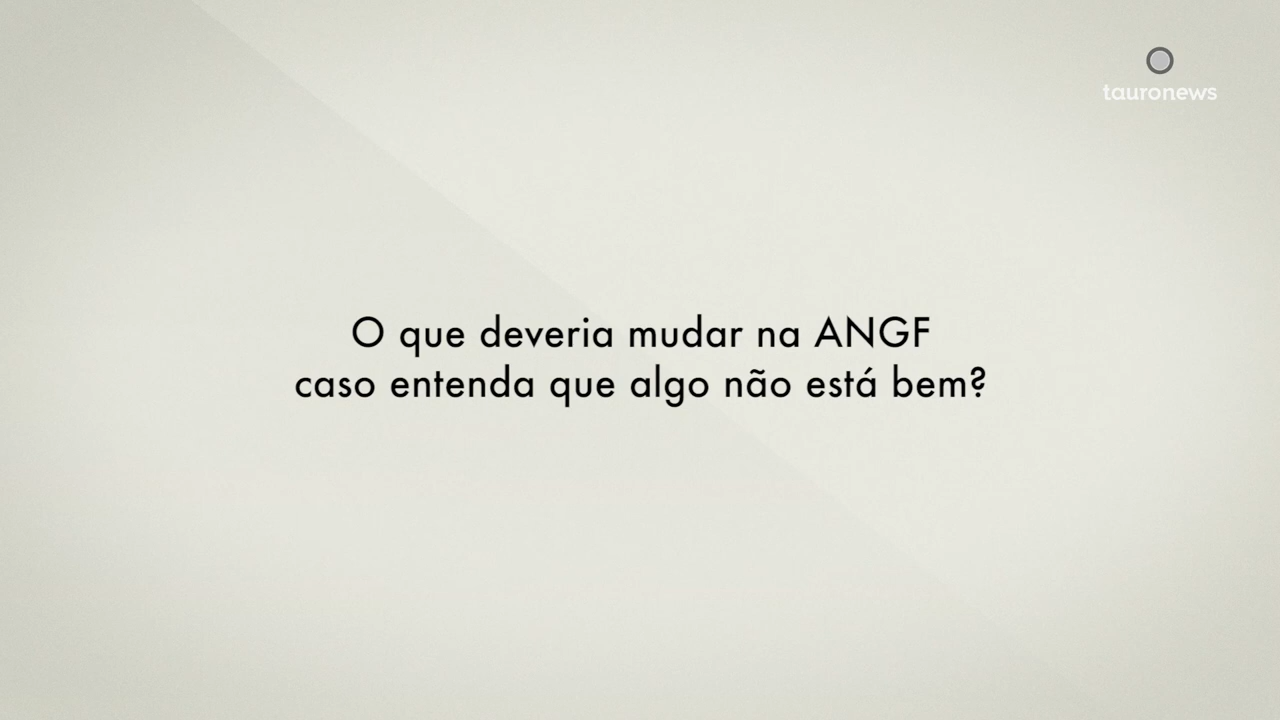 tauronews
O que deveria mudar na ANGF
caso entenda que algo não está bem?